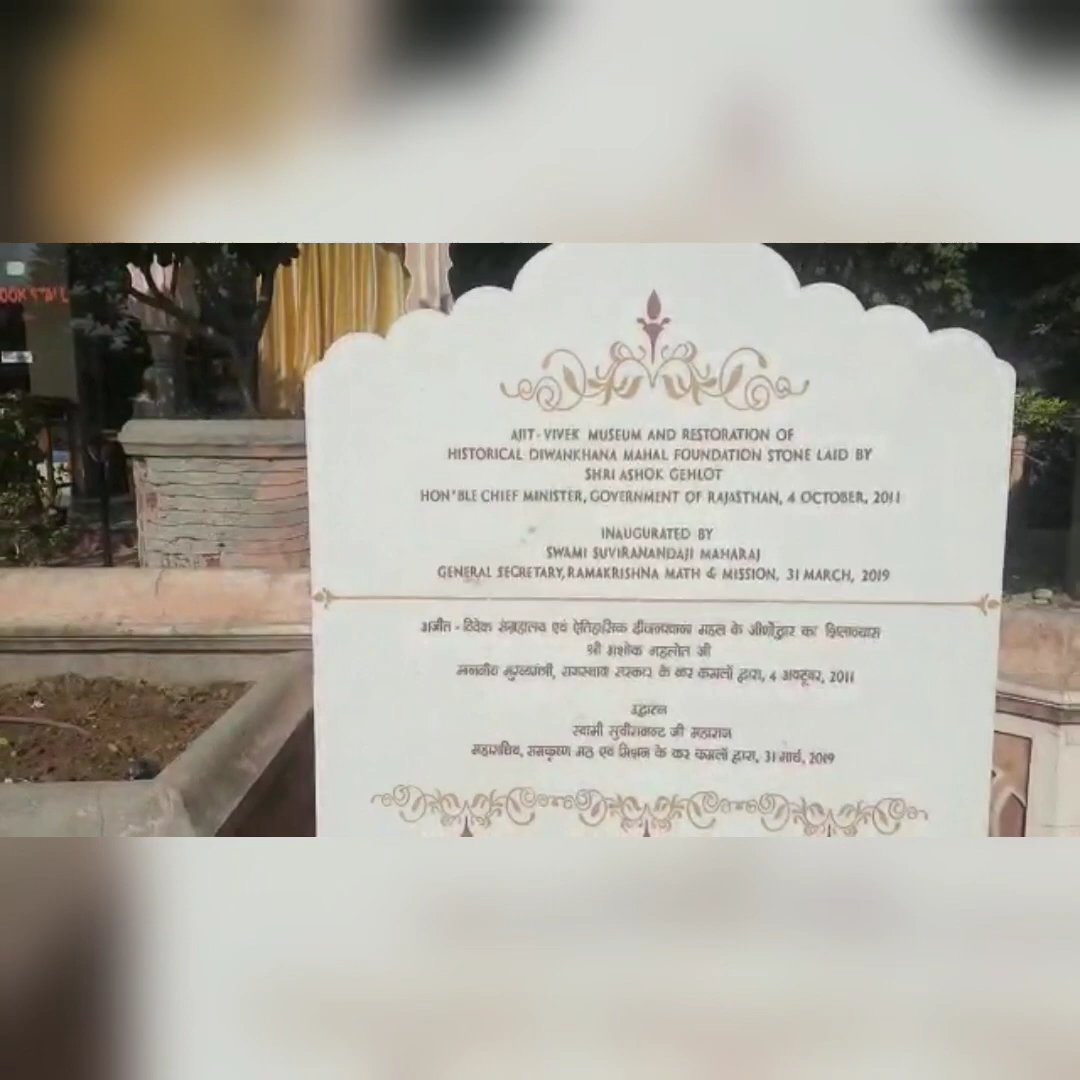 OOK STALL
AJIT - VIVEK MUSEUM AND RESTORATION OF
HISTORICAL DIWANKHANA MAHAL FOUNDATION STONE LAID BY
SHRI ASHOK GEHLOT
HON'BLE CHIEF MINISTER, GOVERNMENT OF RAJASTHAN, 4 OCTOBER, 2011
INAUGURATED BY
SWAMI SUVIRANANDAJI MAHARAJ
GENERAL SECRETARY, RAMAKRISHNA MATH & MISSION, 31 MARCH, 2019
अजीत - विवेक संग्रहालय एवं ऐतिहासिक दीवानखाना महल के जीर्णोद्धार का शिलान्यास
श्री अशोक गहलोत जी
माननीय मुख्यमंत्री, राजस्थान सरकार के कर कमलों द्वारा, 4 अक्टूबर, 2011
उद्घाटन
स्वामी सुवीरानन्द जी महाराज
महासचिव, रामकृष्ण मठ एवं मिशन के कर कमलों द्वारा, 31 मार्च, 2019